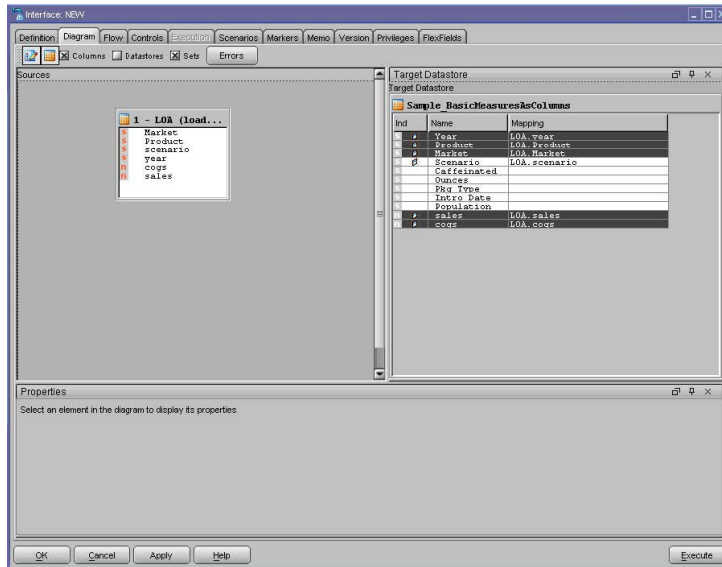 Interface: NEW
Definition Diagram Flow Controls Execution Scenarios Markers Memo Version Privileges FlexFields
Columns Datastores Sets Errors
Sources
1 - LOA (load...
s Market
s Product
s scenario
s year
n cogs
n sales
Target Datastore
Target Datastore
Sample_BasicMeasuresAsColumns
Ind Name Mapping
s Year LOA.year
s Product LOA.Product
s Market LOA.Market
s Scenario LOA.scenario
s Caffeinated
s Ounces
s Pkg Type
s Intro Date
s Population
n sales LOA.sales
n cogs LOA.cogs
Properties
Select an element in the diagram to display its properties
OK Cancel Apply Help Execute